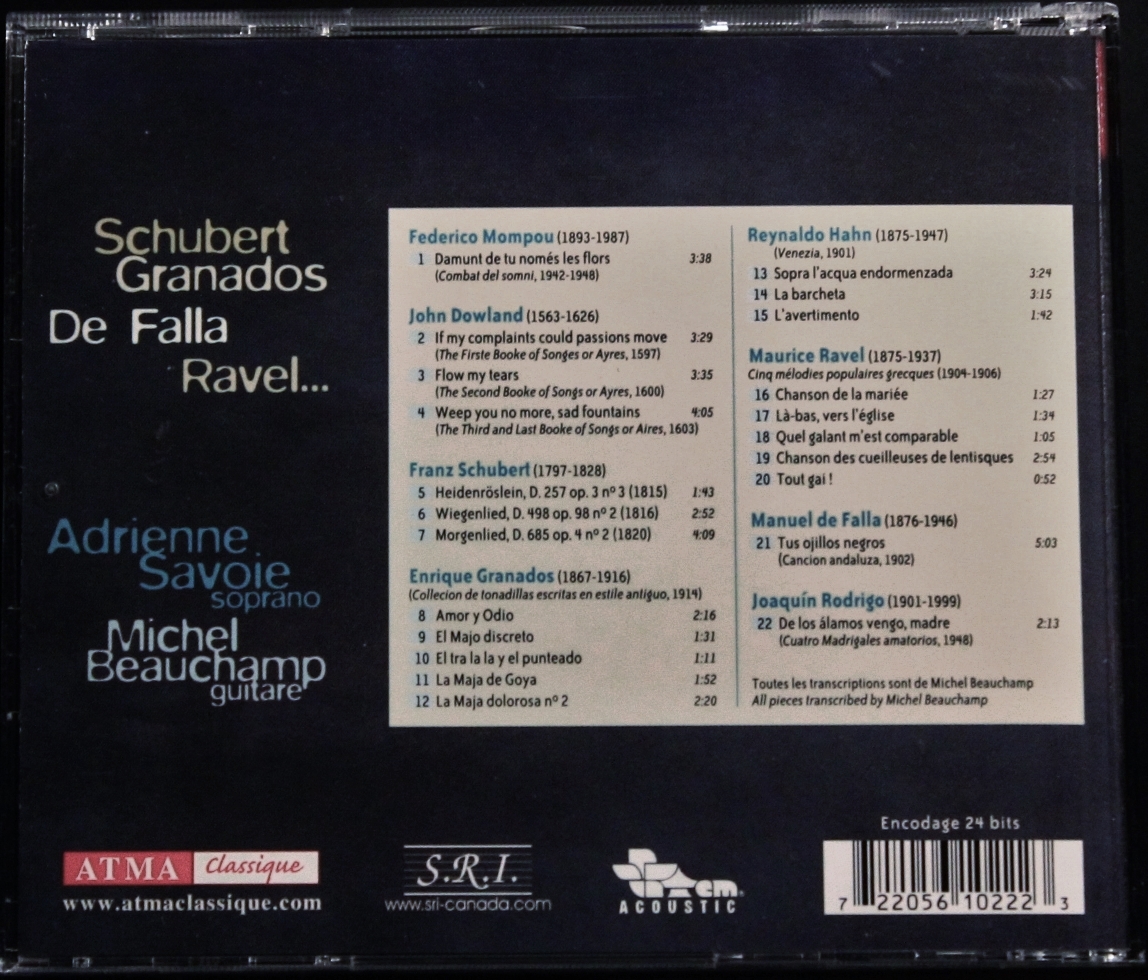 Schubert
Granados
De Falla
Ravel...
Adrienne
Savoie
soprano
Michel
Beauchamp
guitare
Federico Mompou (1893-1987)
1 Damunt de tu només les flors 3:38
(Combat del somni, 1942-1948)
John Dowland (1563-1626)
2 If my complaints could passions move 3:29
(The Firste Booke of Songes or Ayres, 1597)
3 Flow my tears 3:35
(The Second Booke of Songs or Ayres, 1600)
4 Weep you no more, sad fountains 4:05
(The Third and Last Booke of Songs or Aires, 1603)
Franz Schubert (1797-1828)
5 Heidenröslein, D. 257 op. 3 nº 3 (1815) 1:43
6 Wiegenlied, D. 498 op. 98 nº 2 (1816) 2:52
7 Morgenlied, D. 685 op. 4 nº 2 (1820) 4:09
Enrique Granados (1867-1916)
(Collecion de tonadillas escritas en estile antiguo, 1914)
8 Amor y Odio 2:16
9 El Majo discreto 1:31
10 El tra la la y el punteado 1:11
11 La Maja de Goya 1:52
12 La Maja dolorosa nº 2 2:20
Reynaldo Hahn (1875-1947)
(Venezia, 1901)
13 Sopra l'acqua endormenzada 3:24
14 La barcheta 3:15
15 L'avertimento 1:42
Maurice Ravel (1875-1937)
Cinq mélodies populaires grecques (1904-1906)
16 Chanson de la mariée 1:27
17 Là-bas, vers l'église 1:34
18 Quel galant m'est comparable 1:05
19 Chanson des cueilleuses de lentisques 2:54
20 Tout gai ! 0:52
Manuel de Falla (1876-1946)
21 Tus ojillos negros 5:03
(Cancion andaluza, 1902)
Joaquín Rodrigo (1901-1999)
22 De los álamos vengo, madre 2:13
(Cuatro Madrigales amatorios, 1948)
Toutes les transcriptions sont de Michel Beauchamp
All pieces transcribed by Michel Beauchamp
Encodage 24 bits
ATMA Classique
www.atmaclassique.com
S.R.I.
www.sri-canada.com
ACOUSTIC
7 22056 10222 3